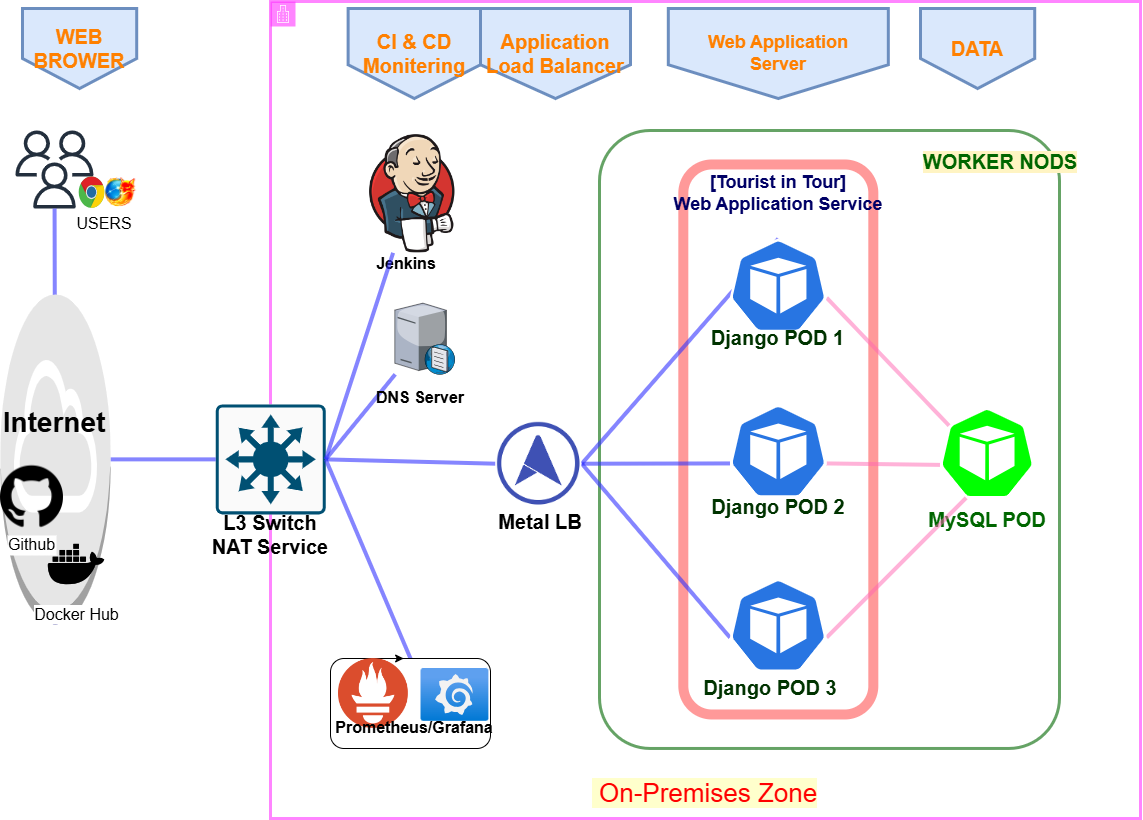 WEB
BROWER
CI & CD
Monitering
Application
Load Balancer
Web Application
Server
DATA
USERS
Jenkins
DNS Server
WORKER NODS
[Tourist in Tour]
Web Application Service
Django POD 1
Internet
Github
Docker Hub
L3 Switch
NAT Service
Metal LB
Django POD 2
MySQL POD
Django POD 3
Prometheus/Grafana
On-Premises Zone